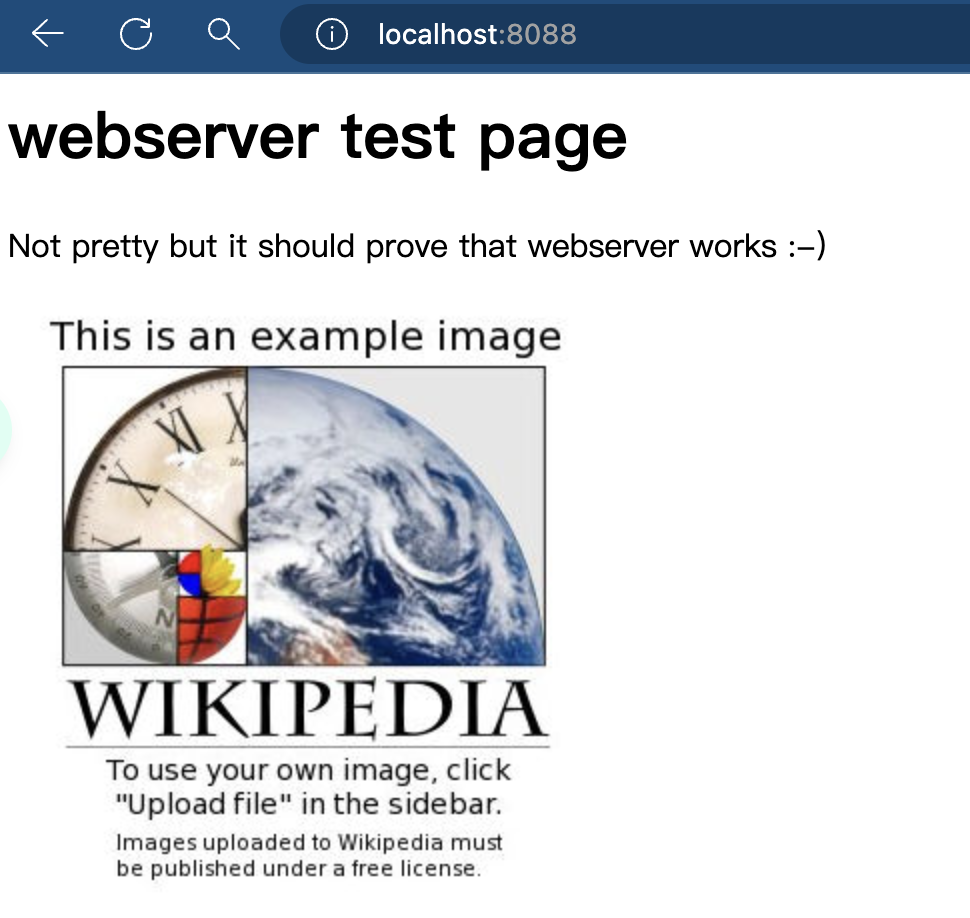 localhost:8088
webserver test page
Not pretty but it should prove that webserver works :-)
This is an example image
XI
X
N
WIKIPEDIA
To use your own image, click
"Upload file" in the sidebar.
Images uploaded to Wikipedia must
be published under a free license.